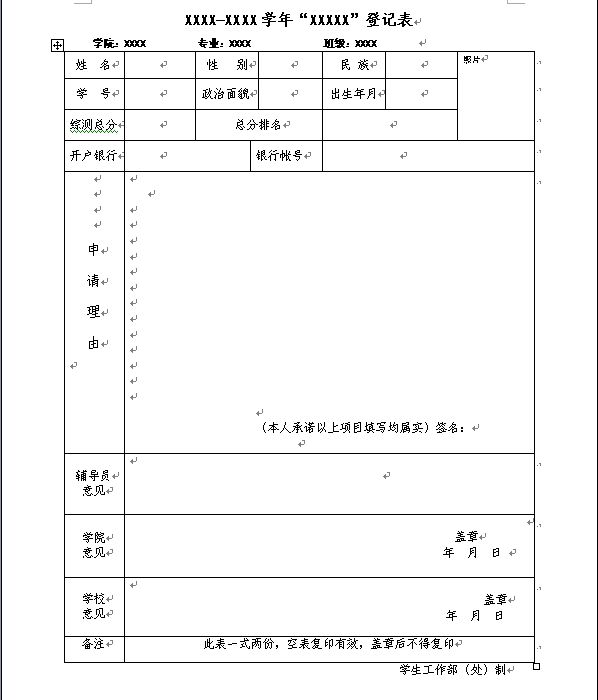 XXXX—XXXX 学年“XXXXX”登记表
学院：XXXX 专业：XXXX 班级：XXXX
姓 名 性 别 民 族 照片
学 号 政治面貌 出生年月
综测总分 总分排名
开户银行 银行帐号
申
请
理
由
（本人承诺以上项目填写均属实）签名：
辅导员
意见
学院
意见
盖章
年 月 日
学校
意见
盖章
年 月 日
备注 此表一式两份，空表复印有效，盖章后不得复印
学生工作部（处）制